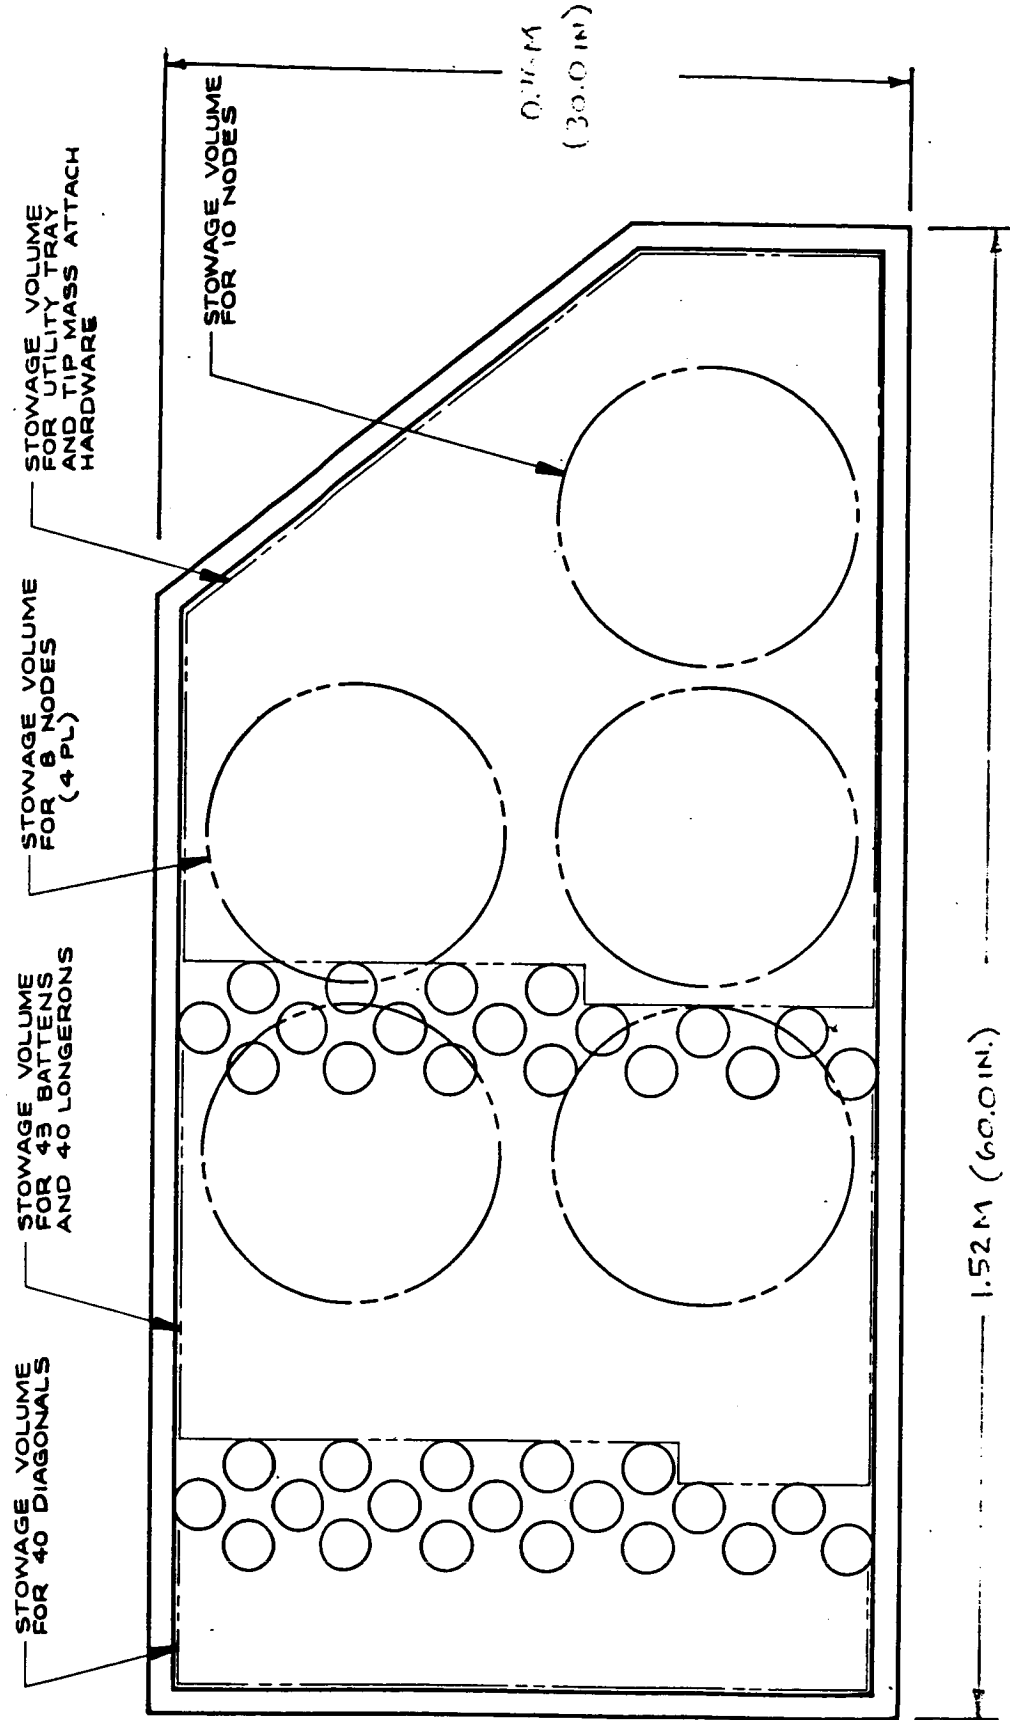 STOWAGE VOLUME
FOR 40 DIAGONALS
STOWAGE VOLUME
FOR 43 BATTENS
AND 40 LONGERONS
STOWAGE VOLUME
FOR 8 NODES
(4 PL)
STOWAGE VOLUME
FOR UTILITY TRAY
AND TIP MASS ATTACH
HARDWARE
STOWAGE VOLUME
FOR 10 NODES
(30.0 IN)
1.52 M (60.0 IN.)